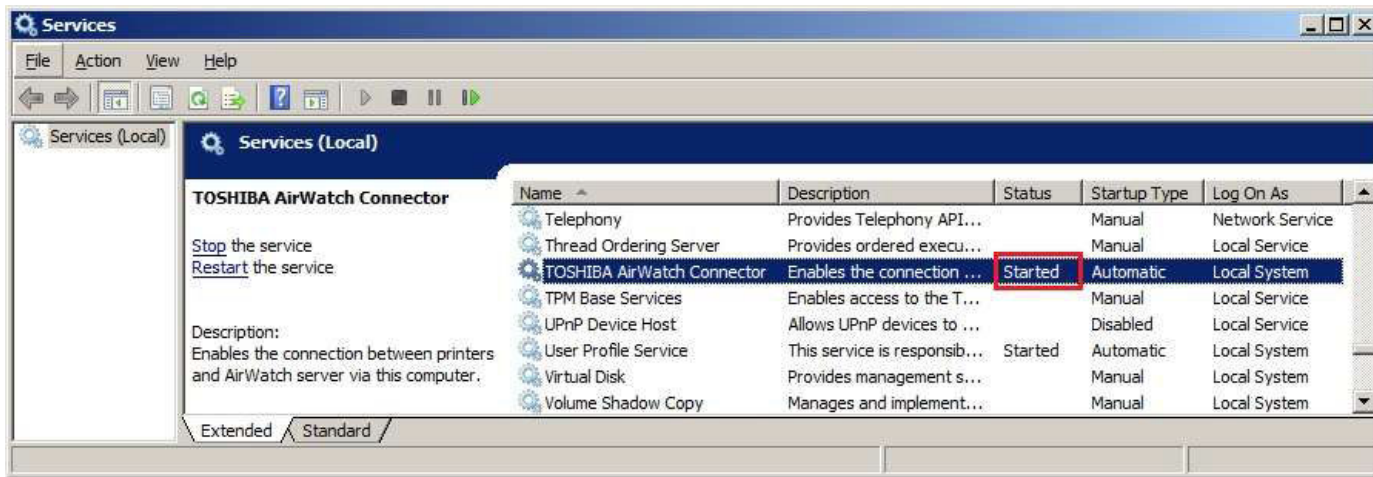 Services
File Action View Help
Services (Local)
Services (Local)
TOSHIBA AirWatch Connector
Stop the service
Restart the service
Description:
Enables the connection between printers
and AirWatch server via this computer.
Name Description Status Startup Type Log On As
Telephony Provides Telephony API... Manual Network Service
Thread Ordering Server Provides ordered execu... Manual Local Service
TOSHIBA AirWatch Connector Enables the connection ... Started Automatic Local System
TPM Base Services Enables access to the T... Manual Local Service
UPnP Device Host Allows UPnP devices to ... Disabled Local Service
User Profile Service This service is responsib... Started Automatic Local System
Virtual Disk Provides management s... Manual Local System
Volume Shadow Copy Manages and implement... Manual Local System
Extended Standard